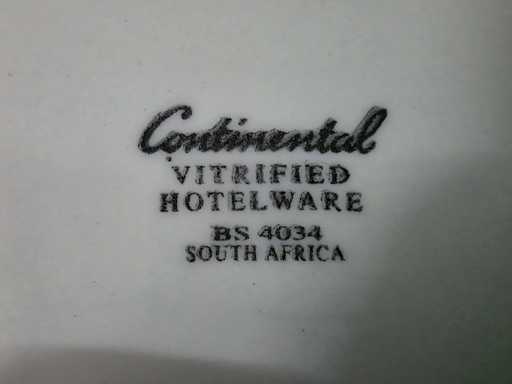 Continental
VITRIFIED
HOTELWARE
BS 4034
SOUTH AFRICA